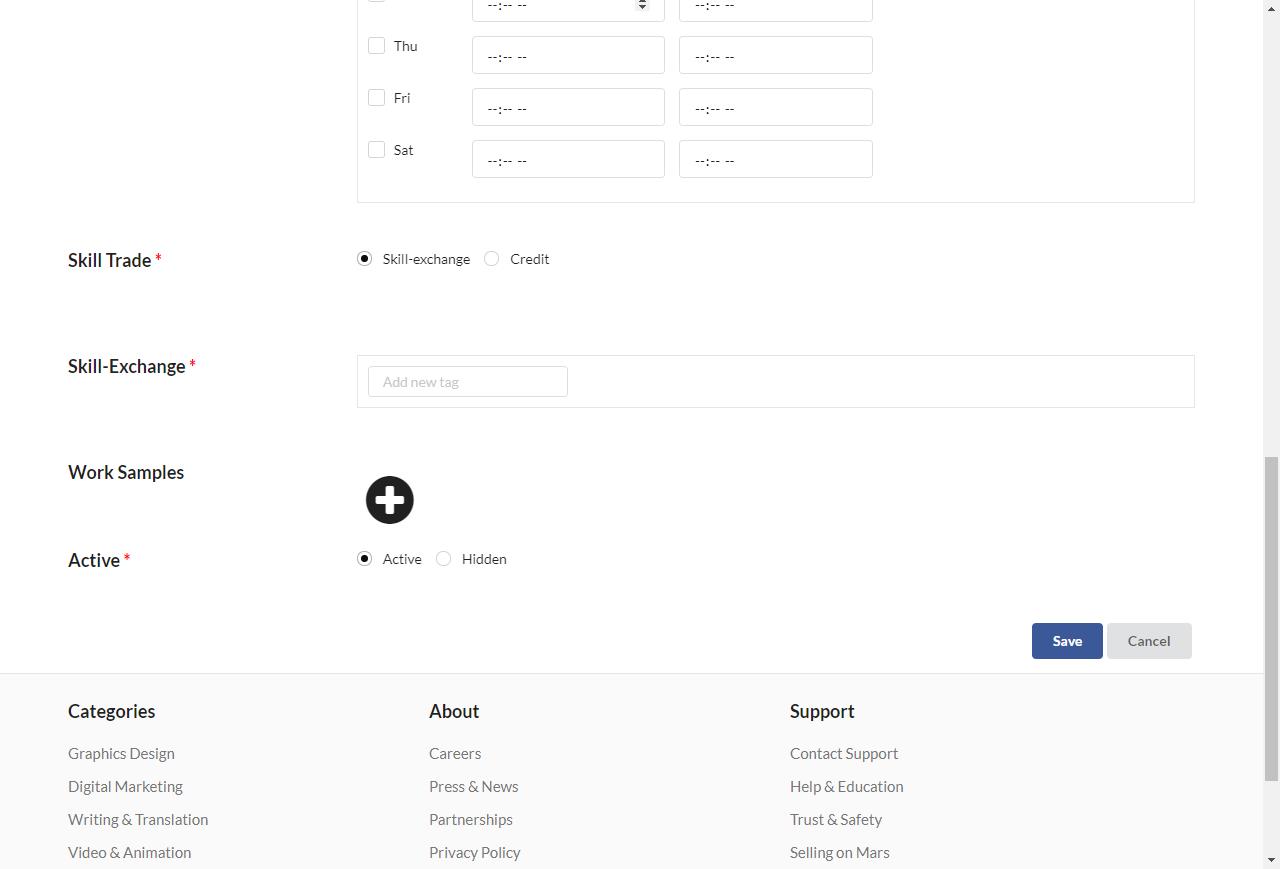 --:-- -- --:-- --
Thu --:-- -- --:-- --
Fri --:-- -- --:-- --
Sat --:-- -- --:-- --
Skill Trade * Skill-exchange Credit
Skill-Exchange * Add new tag
Work Samples
Active * Active Hidden
Save Cancel
Categories About Support
Graphics Design Careers Contact Support
Digital Marketing Press & News Help & Education
Writing & Translation Partnerships Trust & Safety
Video & Animation Privacy Policy Selling on Mars